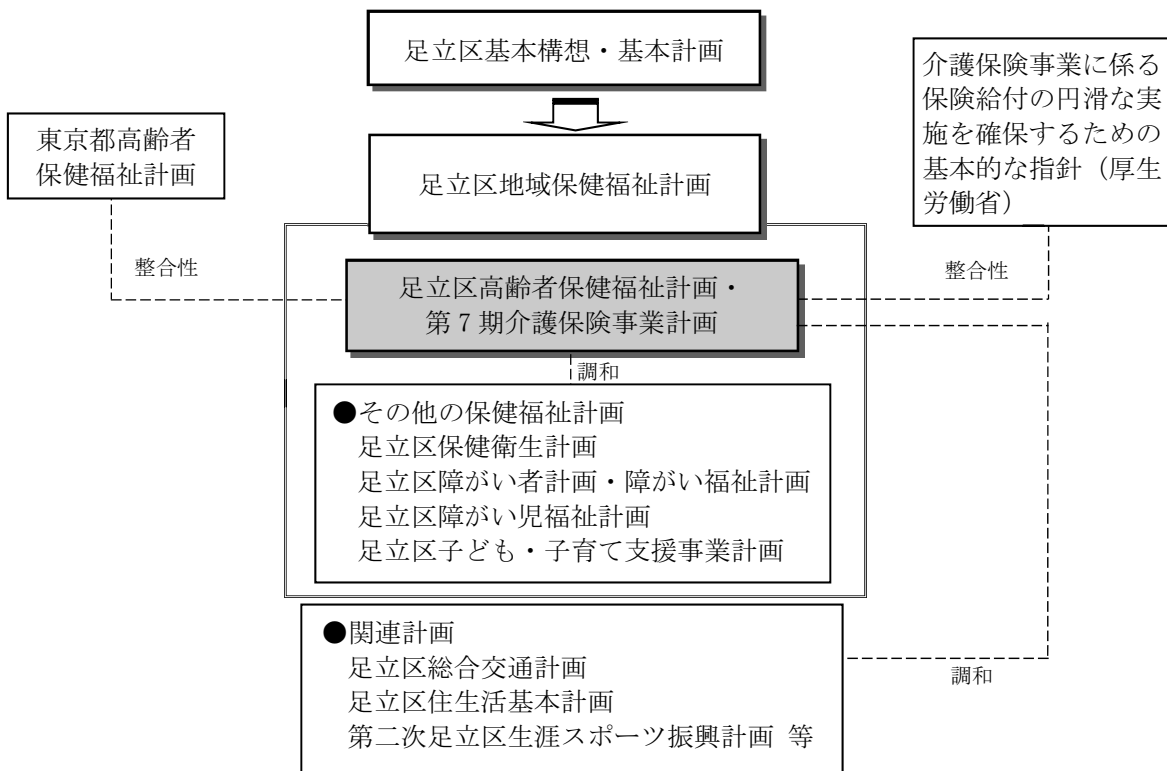 足立区基本構想・基本計画
介護保険事業に係る
保険給付の円滑な実
施を確保するための
基本的な指針（厚生
労働省）
東京都高齢者
保健福祉計画
足立区地域保健福祉計画
整合性
整合性
足立区高齢者保健福祉計画・
第７期介護保険事業計画
調和
●その他の保健福祉計画
足立区保健衛生計画
足立区障がい者計画・障がい福祉計画
足立区障がい児福祉計画
足立区子ども・子育て支援事業計画
●関連計画
足立区総合交通計画
足立区住生活基本計画
第二次足立区生涯スポーツ振興計画 等
調和